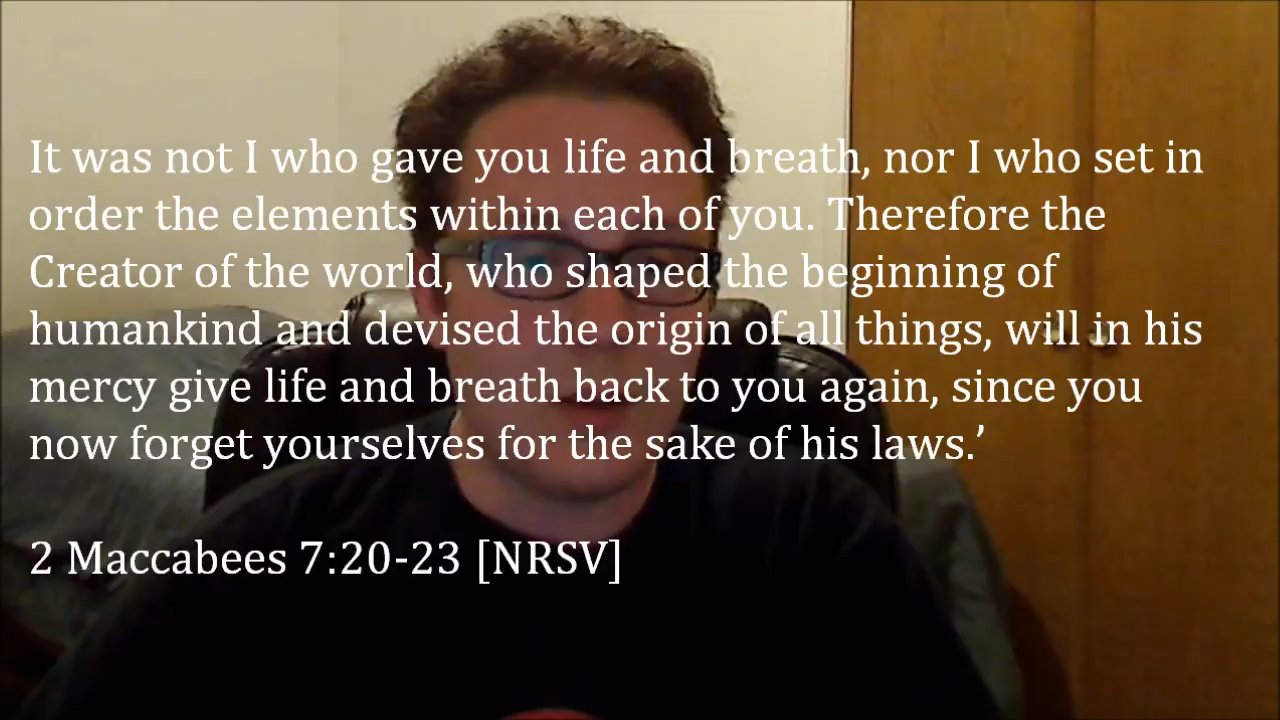 It was not I who gave you life and breath, nor I who set in
order the elements within each of you. Therefore the
Creator of the world, who shaped the beginning of
humankind and devised the origin of all things, will in his
mercy give life and breath back to you again, since you
now forget yourselves for the sake of his laws.’
2 Maccabees 7:20-23 [NRSV]